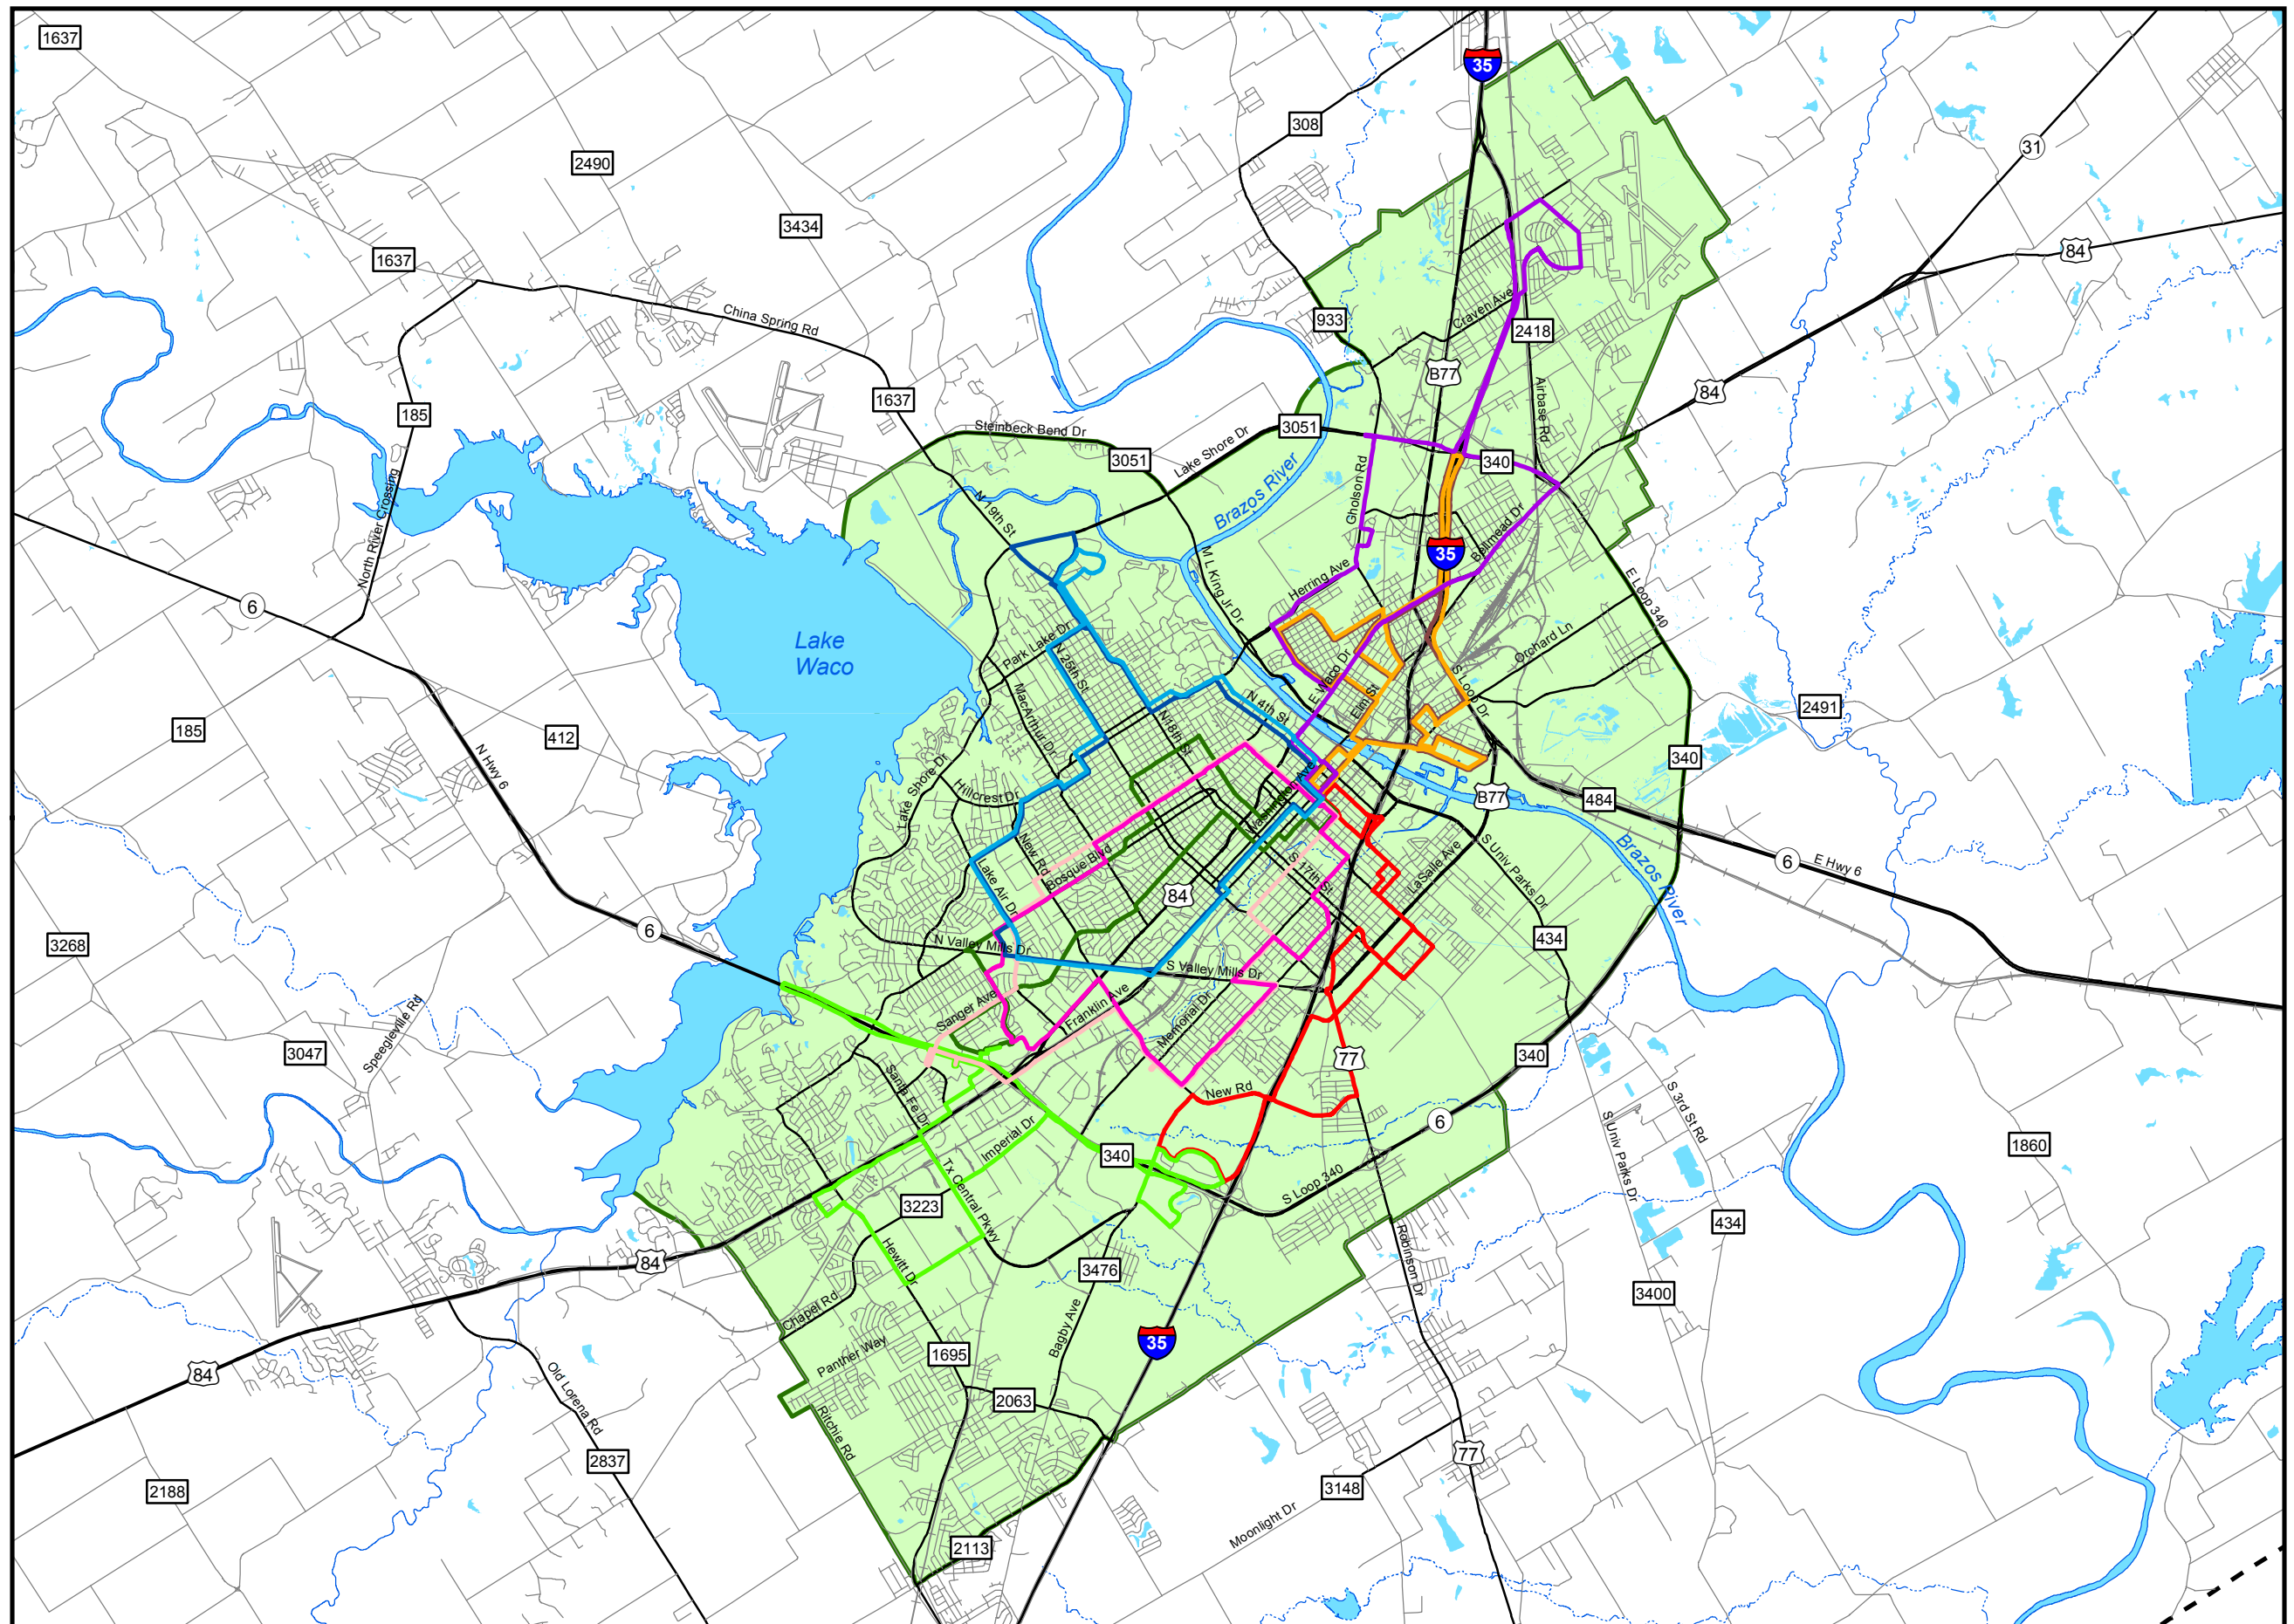 1637
35
308
31
2490
3434
84
1637
933
China Spring Rd
Craven Ave
2418
B77
84
1637
185
Airbase Rd
3051
Steinbeck Bend Dr
Lake Shore Dr
3051
340
North River Crossing
N 19th St
Brazos River
Gholson Rd
Bellmead Dr
35
M L King Jr Dr
Herring Ave
E Loop 340
6
Lake
Waco
Park Lake Dr
N 25th St
Orchard Ln
MacArthur Dr
E Waco Dr
S Loop Dr
Elm St
N 4th St
N18th St
2491
185
412
N Hwy 6
340
Lake Shore Dr
Hillcrest Dr
Washington Ave
B77
484
New Rd
Bosque Blvd
S Univ Parks Dr
Brazos River
6
E Hwy 6
Lake Air Dr
84
S 17th St
LaSalle Ave
6
3268
N Valley Mills Dr
434
S Valley Mills Dr
Sanger Ave
Franklin Ave
Memorial Dr
Speegleville Rd
3047
77
340
Santa Fe Dr
New Rd
6
S 3rd St Rd
Imperial Dr
S Univ Parks Dr
1860
340
Tx Central Pkwy
S Loop 340
3223
434
Hewitt Dr
84
3476
Robinson Dr
3400
Chapel Rd
Bagby Ave
35
Panther Way
1695
84
Old Lorena Rd
2063
Ritchie Rd
77
2837
2188
3148
Moonlight Dr
2113